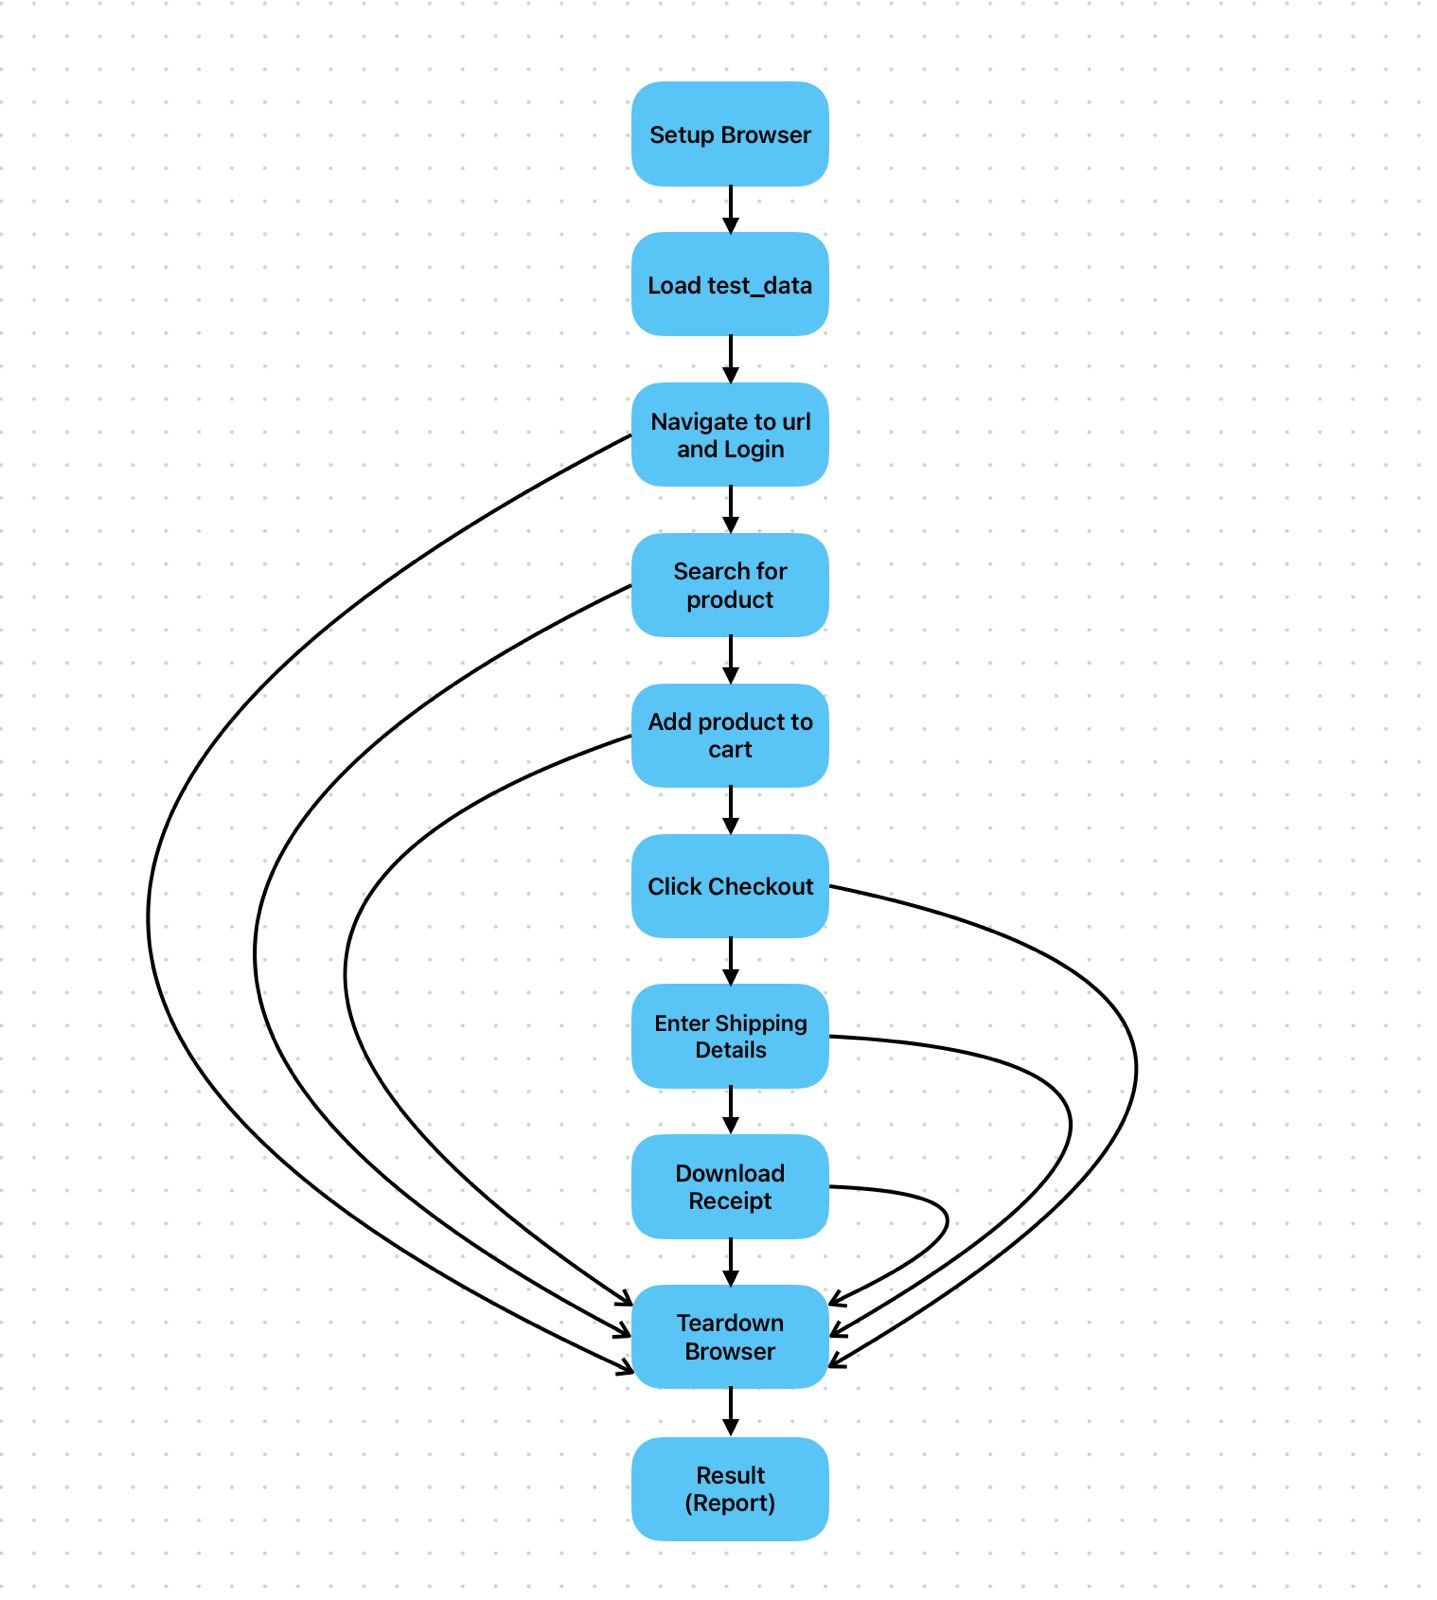 Setup Browser
Load test_data
Navigate to url
and Login
Search for
product
Add product to
cart
Click Checkout
Enter Shipping
Details
Download
Receipt
Teardown
Browser
Result
(Report)